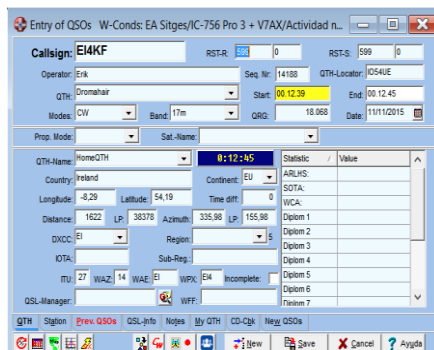 Entry of QSOs W-Conds: EA Sitges/IC-756 Pro 3 + V7AX/Actividad n...
Callsign: EI4KF RST-R: 599 0 RST-S: 599 0
Operator: Erik Seq. Nr: 14188 QTH-Locator: IO54UE
QTH: Dromahair Start: 00.12.39 End: 00.12.45
Modes: CW Band: 17m QRG: 18.068 Date: 11/11/2015
Prop. Mode: Sat.-Name:
QTH-Name: HomeQTH 0:12:45 Statistic / Value
Country: Ireland Continent: EU ARLHS:
Longitude: -8,29 Latitude: 54,19 Time diff: 0 SOTA:
WCA:
Distance: 1622 LP: 38378 Azimuth: 335,98 LP: 155,98 Diplom 1
DXCC: EI Region: 5 Diplom 2
Diplom 3
IOTA: Sub-Reg.: Diplom 4
ITU: 27 WAZ: 14 WAE: EI WPX: EI4 Incomplete: Diplom 5
Diplom 6
QSL-Manager: WFF: Diplom 7
QTH Station Prev. QSOs QSL-Info Notes My QTH CD-Cbk New QSOs
New Save Cancel Ayuda